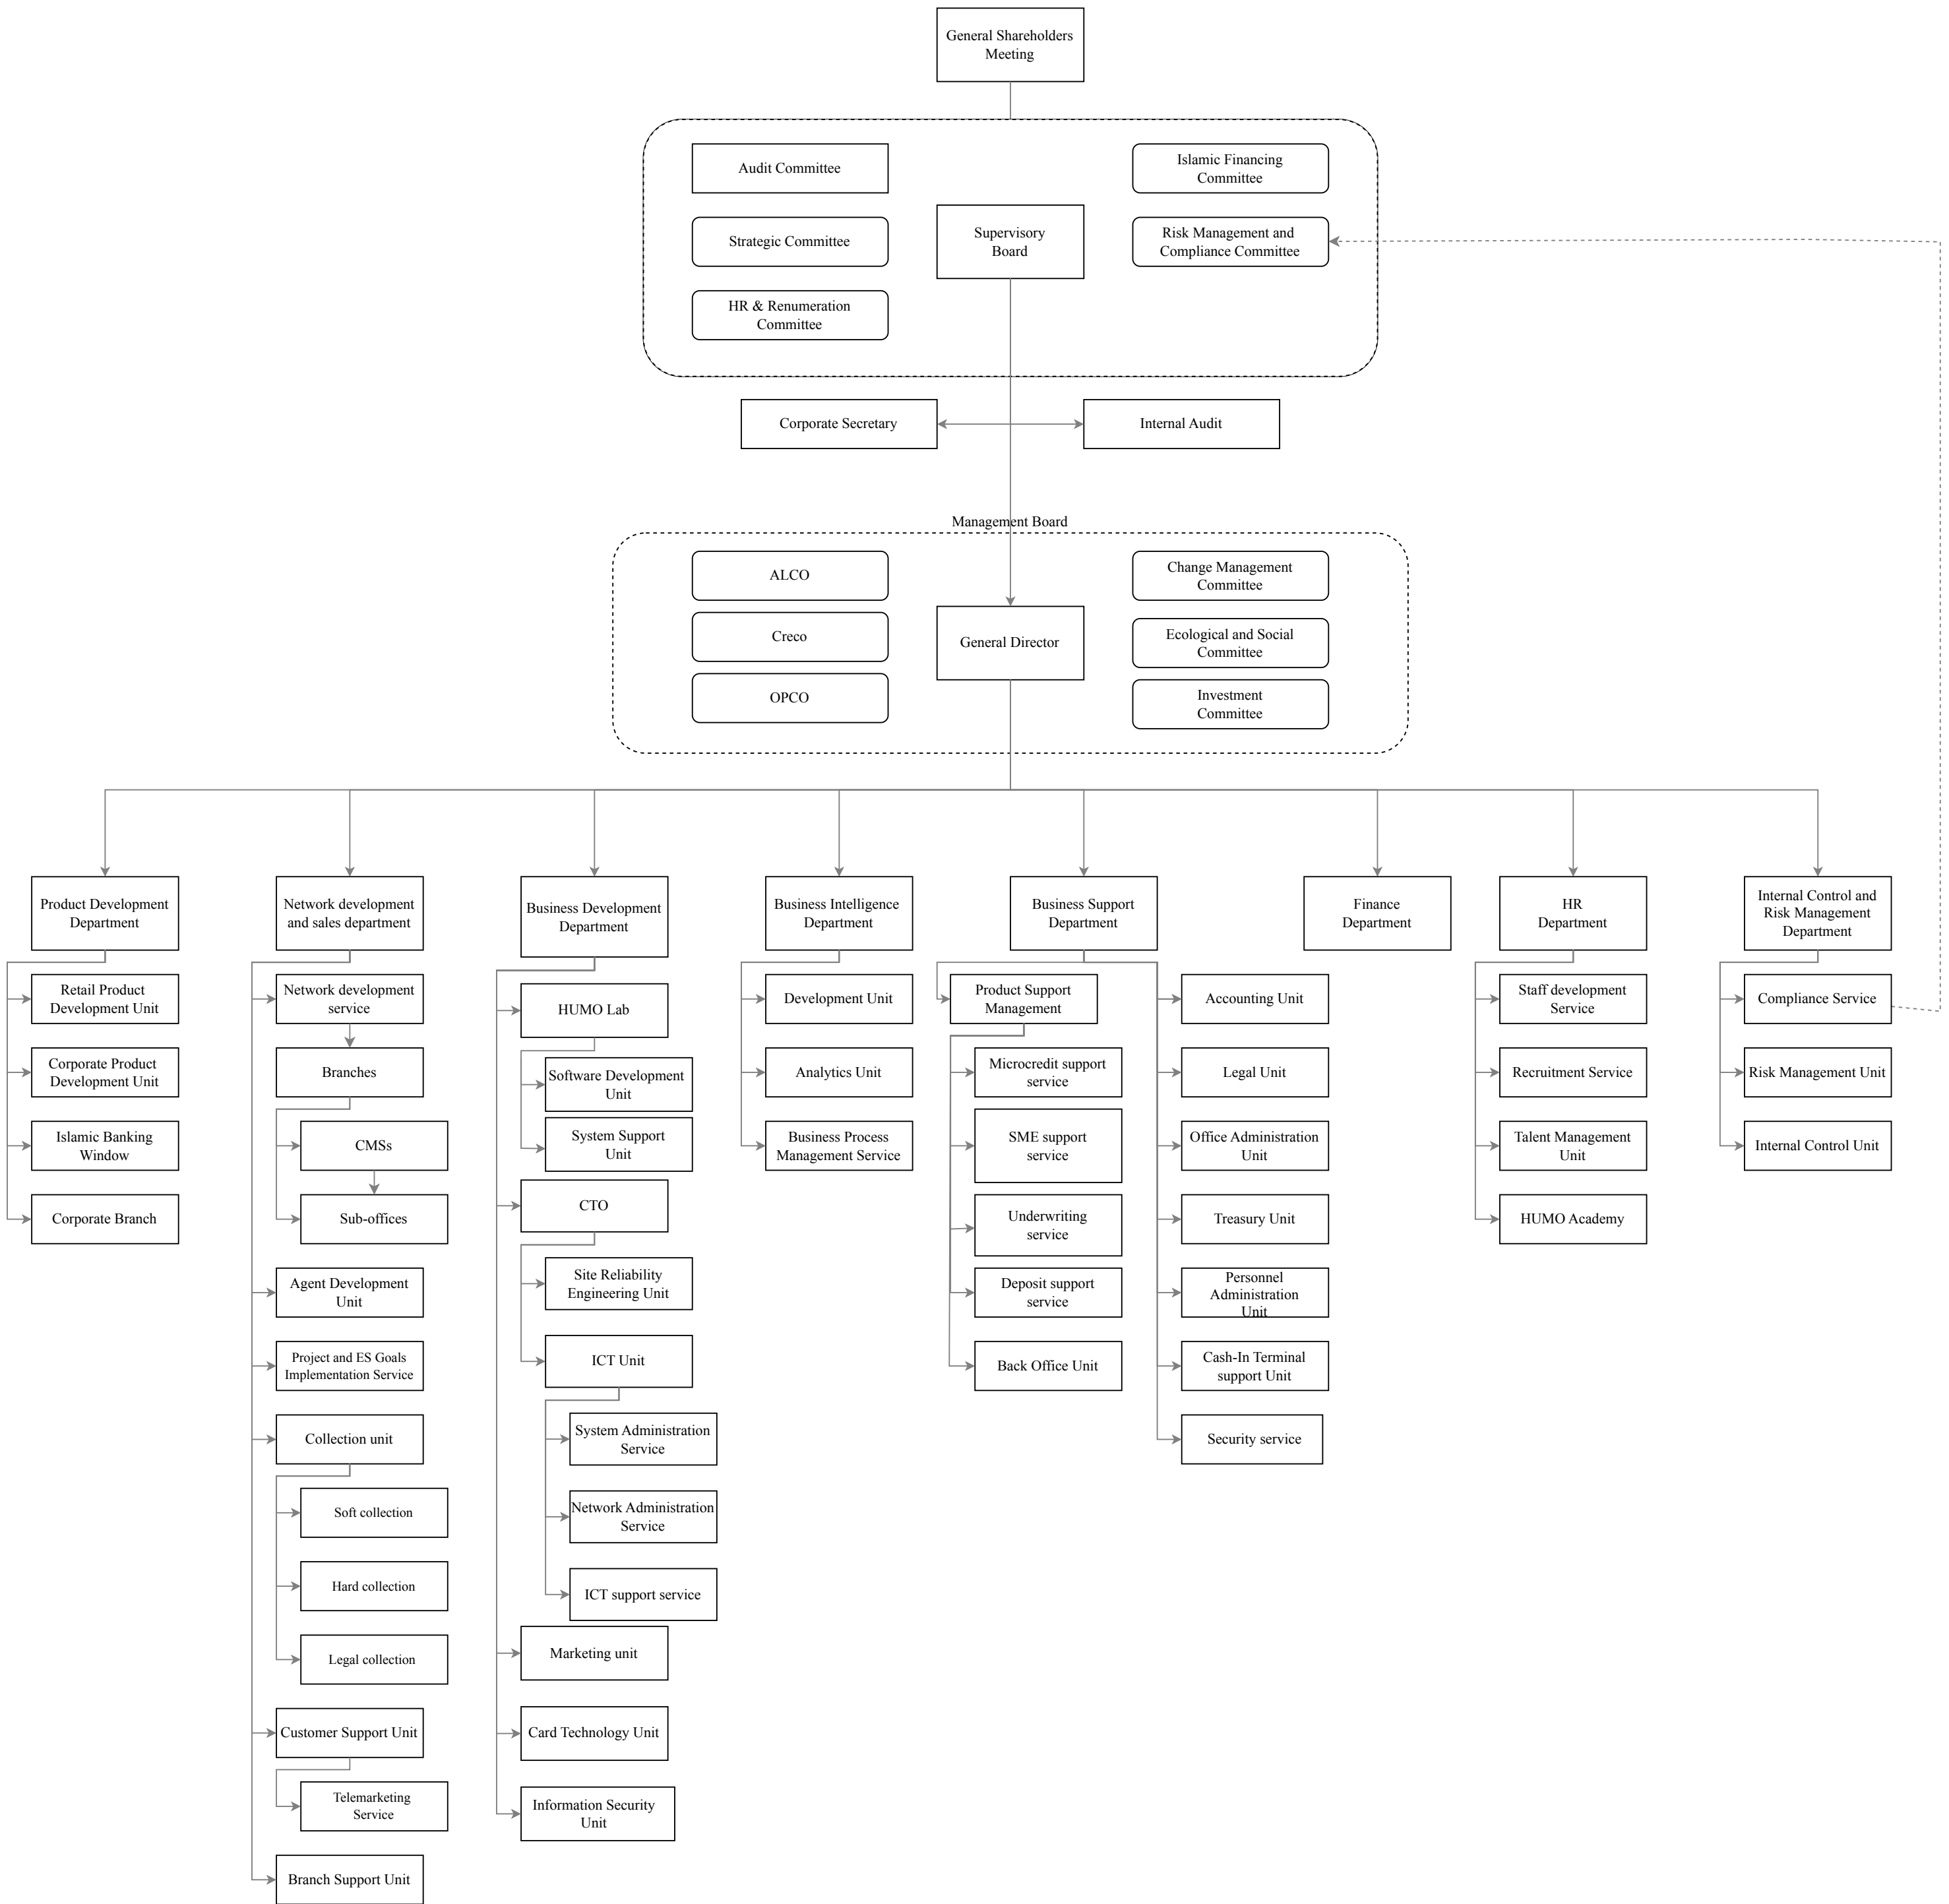 General Shareholders
Meeting
Audit Committee
Strategic Committee
HR & Renumeration
Committee
Supervisory
Board
Islamic Financing
Committee
Risk Management and
Compliance Committee
Corporate Secretary
Internal Audit
Management Board
ALCO
Creco
OPCO
General Director
Change Management
Committee
Ecological and Social
Committee
Investment
Committee
Product Development
Department
Retail Product
Development Unit
Corporate Product
Development Unit
Islamic Banking
Window
Corporate Branch
Network development
and sales department
Network development
service
Branches
CMSs
Sub-offices
Agent Development
Unit
Project and ES Goals
Implementation Service
Collection unit
Soft collection
Hard collection
Legal collection
Customer Support Unit
Telemarketing
Service
Branch Support Unit
Business Development
Department
HUMO Lab
Software Development
Unit
System Support
Unit
CTO
Site Reliability
Engineering Unit
ICT Unit
System Administration
Service
Network Administration
Service
ICT support service
Marketing unit
Card Technology Unit
Information Security
Unit
Business Intelligence
Department
Development Unit
Analytics Unit
Business Process
Management Service
Business Support
Department
Product Support
Management
Microcredit support
service
SME support
service
Underwriting
service
Deposit support
service
Back Office Unit
Accounting Unit
Legal Unit
Office Administration
Unit
Treasury Unit
Personnel
Administration
Unit
Cash-In Terminal
support Unit
Security service
Finance
Department
HR
Department
Staff development
Service
Recruitment Service
Talent Management
Unit
HUMO Academy
Internal Control and
Risk Management
Department
Compliance Service
Risk Management Unit
Internal Control Unit